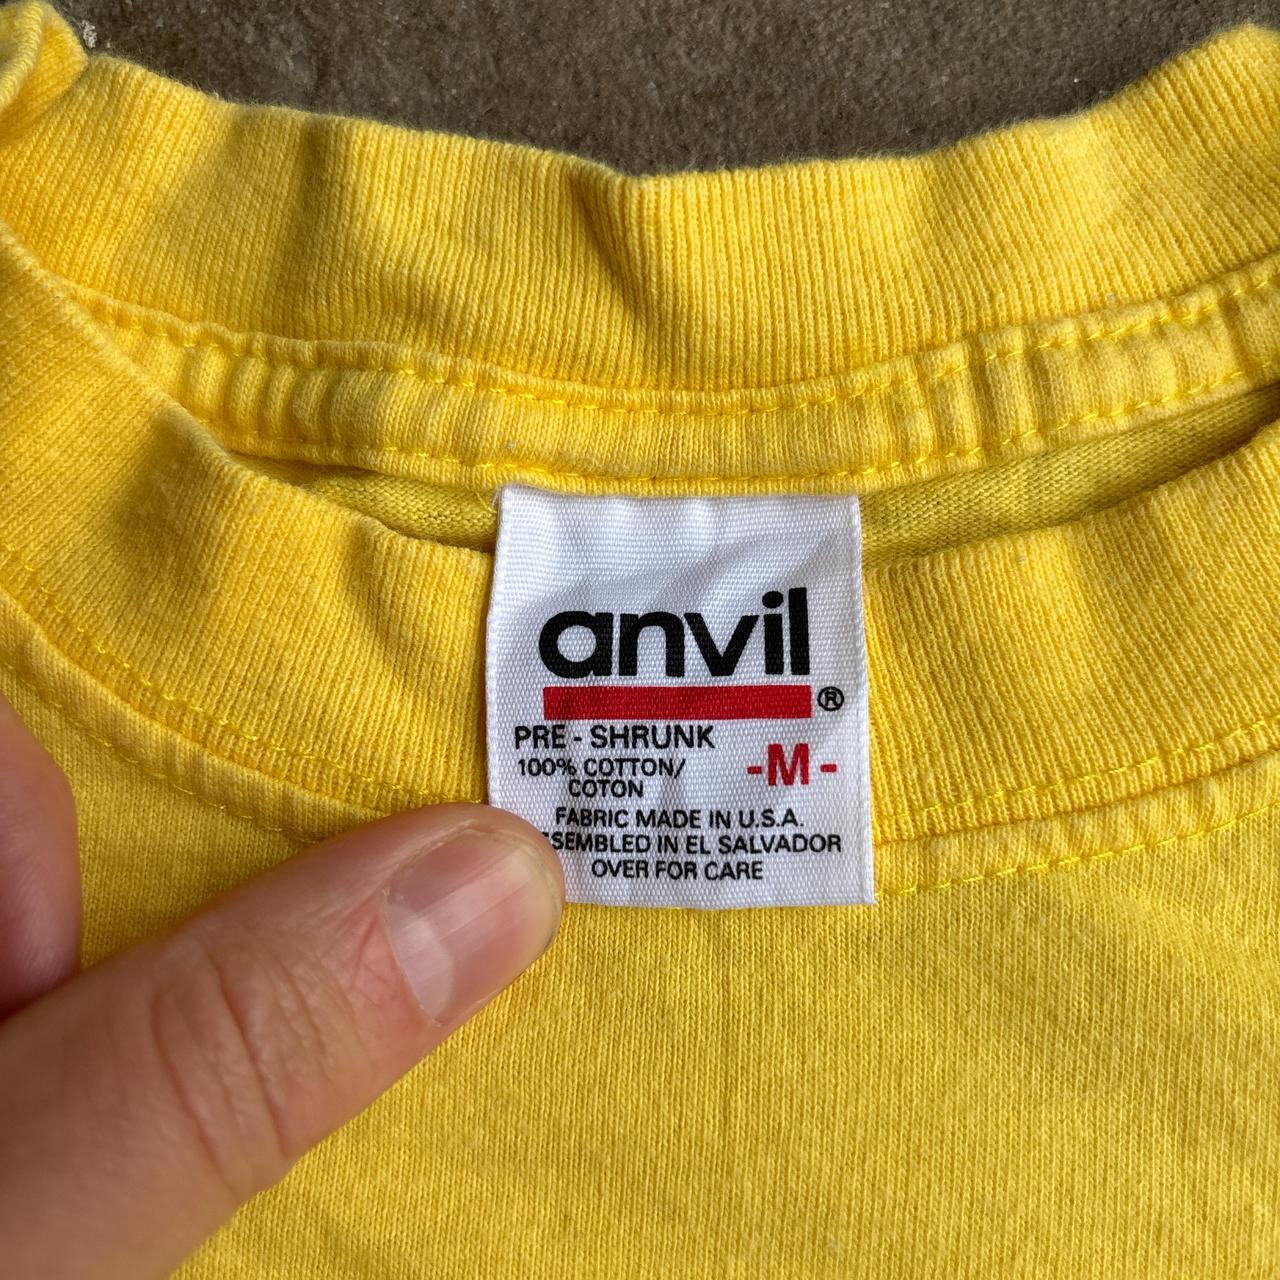 anvil ®
PRE - SHRUNK
-M-
100% COTTON/
COTON
FABRIC MADE IN U.S.A.
SEMBLED IN EL SALVADOR
OVER FOR CARE